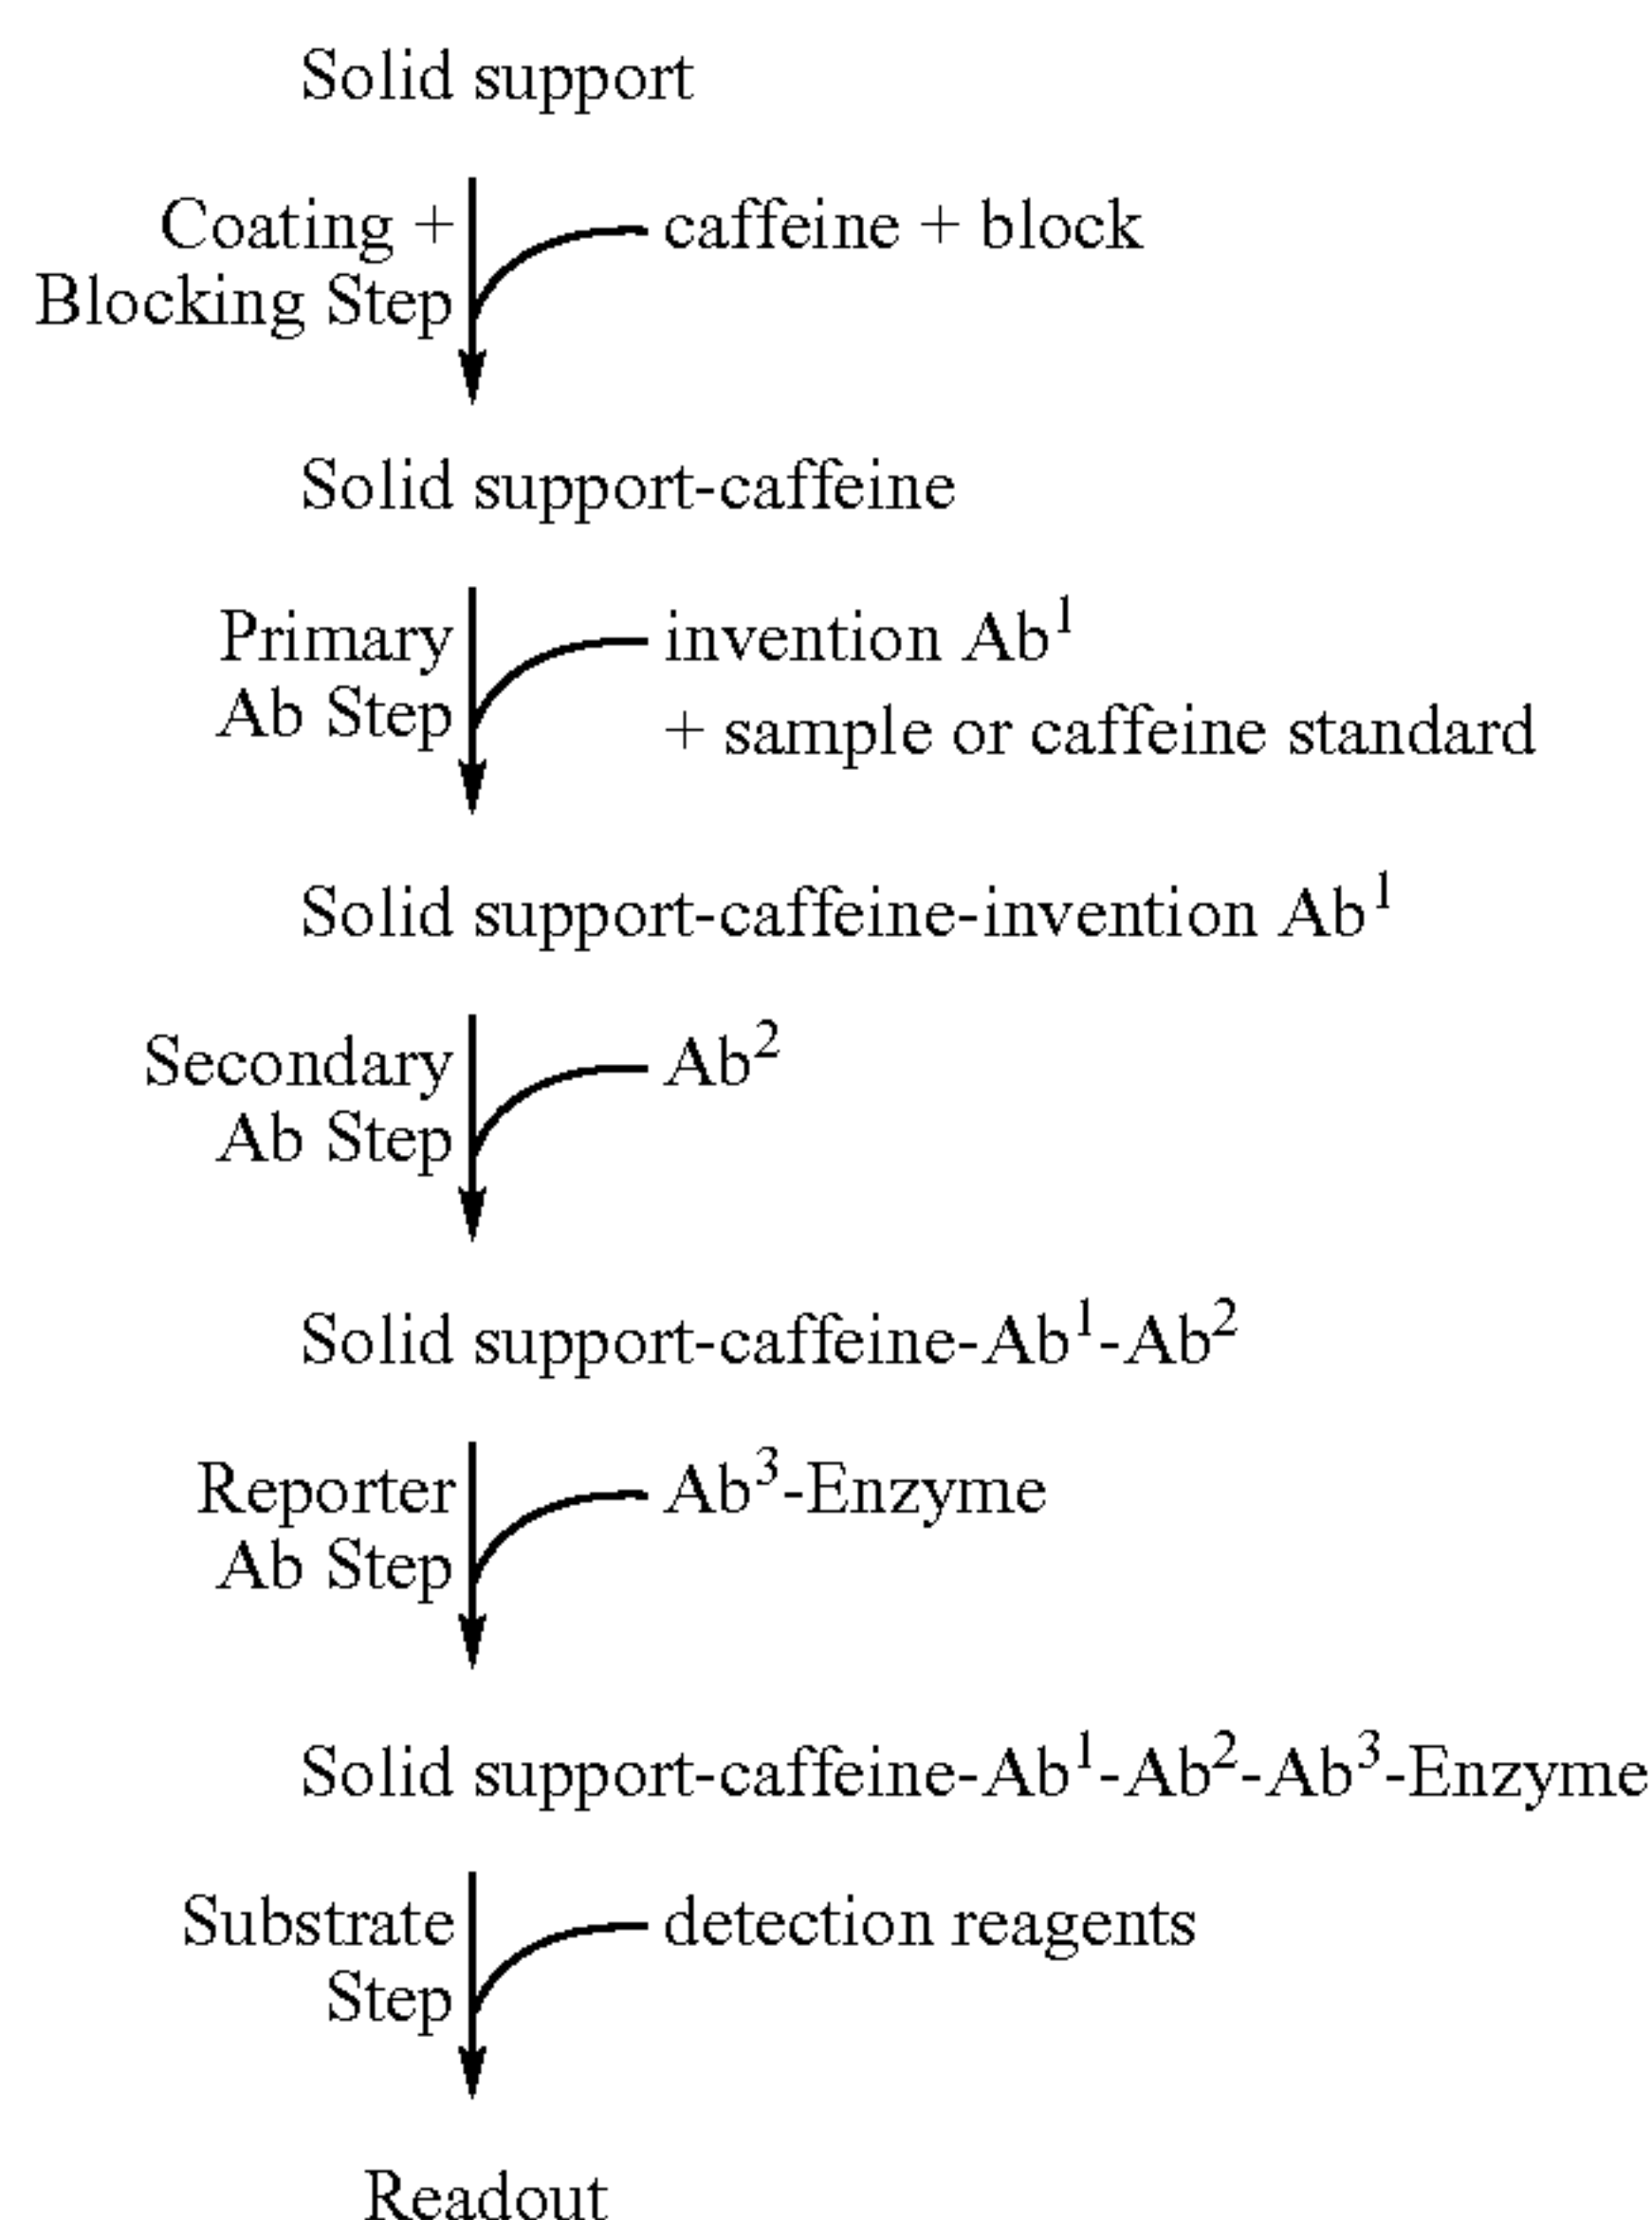 Solid support
Coating + caffeine + block
Blocking Step
Solid support-caffeine
Primary invention Ab¹
Ab Step + sample or caffeine standard
Solid support-caffeine-invention Ab¹
Secondary Ab²
Ab Step
Solid support-caffeine-Ab¹-Ab²
Reporter Ab³-Enzyme
Ab Step
Solid support-caffeine-Ab¹-Ab²-Ab³-Enzyme
Substrate detection reagents
Step
Readout